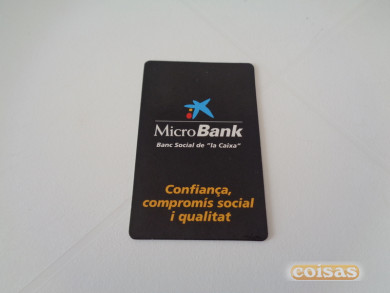 MicroBank
Banc Social de "la Caixa"
Confiança,
compromís social
i qualitat
coisas